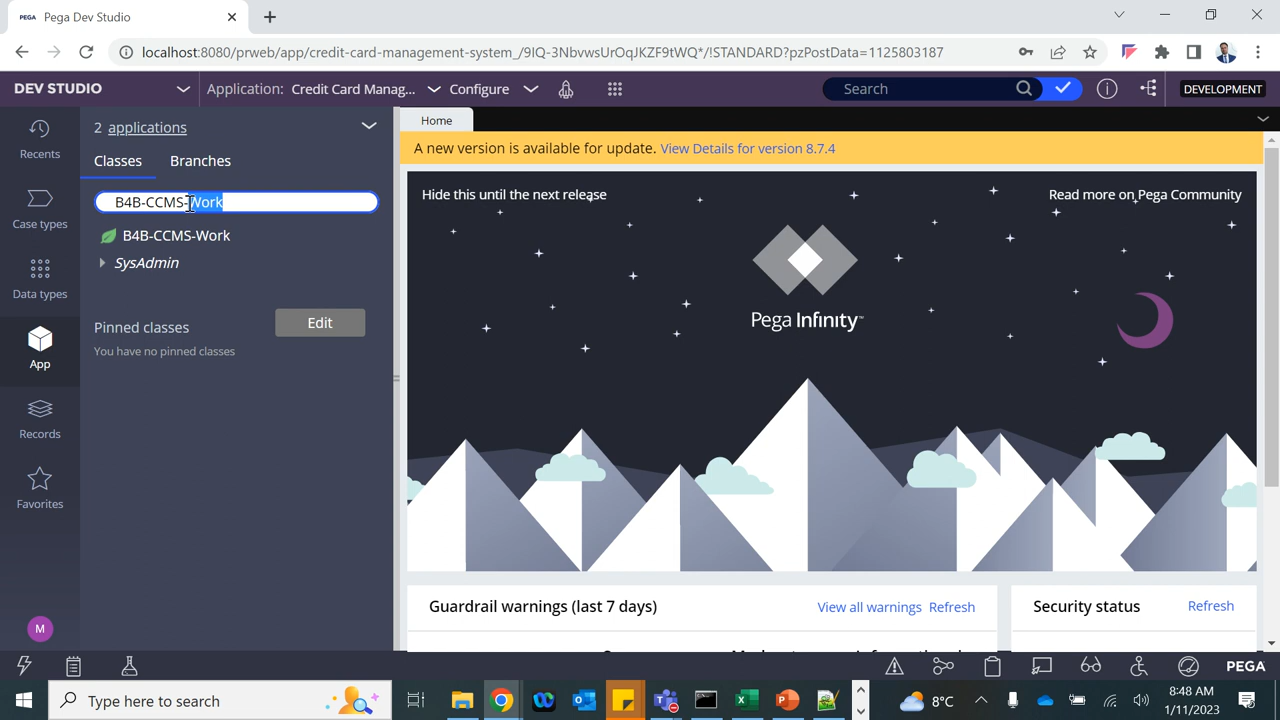 PEGA Pega Dev Studio
localhost:8080/prweb/app/credit-card-management-system_/9IQ-3NbvwsUrOqJKZF9tWQ*/!STANDARD?pzPostData=1125803187
DEV STUDIO Application: Credit Card Manag... Configure Search DEVELOPMENT
Recents
Case types
Data types
App
Records
Favorites
M
2 applications
Classes Branches
B4B-CCMS-Work
B4B-CCMS-Work
SysAdmin
Pinned classes Edit
You have no pinned classes
Home
A new version is available for update. View Details for version 8.7.4
Hide this until the next release Read more on Pega Community
Pega Infinity™
Guardrail warnings (last 7 days) View all warnings Refresh
Security status Refresh
PEGA
Type here to search
8°C
8:48 AM
1/11/2023